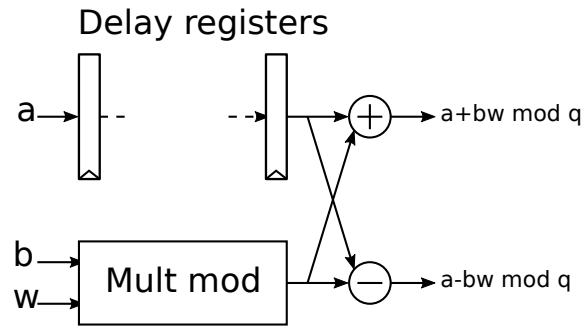 Delay registers
a
+
a+bw mod q
b
w
Mult mod
−
a-bw mod q